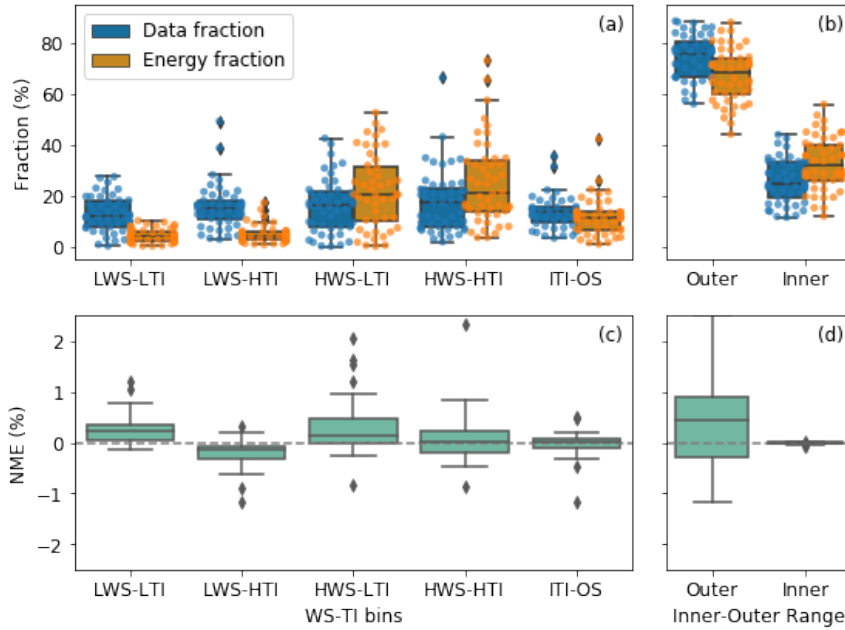 Data fraction
Energy fraction
(a)
(b)
Fraction (%)
80
60
40
20
0
LWS-LTI LWS-HTI HWS-LTI HWS-HTI ITI-OS
Outer Inner
(c)
(d)
NME (%)
2
1
0
−1
−2
LWS-LTI LWS-HTI HWS-LTI HWS-HTI ITI-OS
Outer Inner
WS-TI bins
Inner-Outer Range